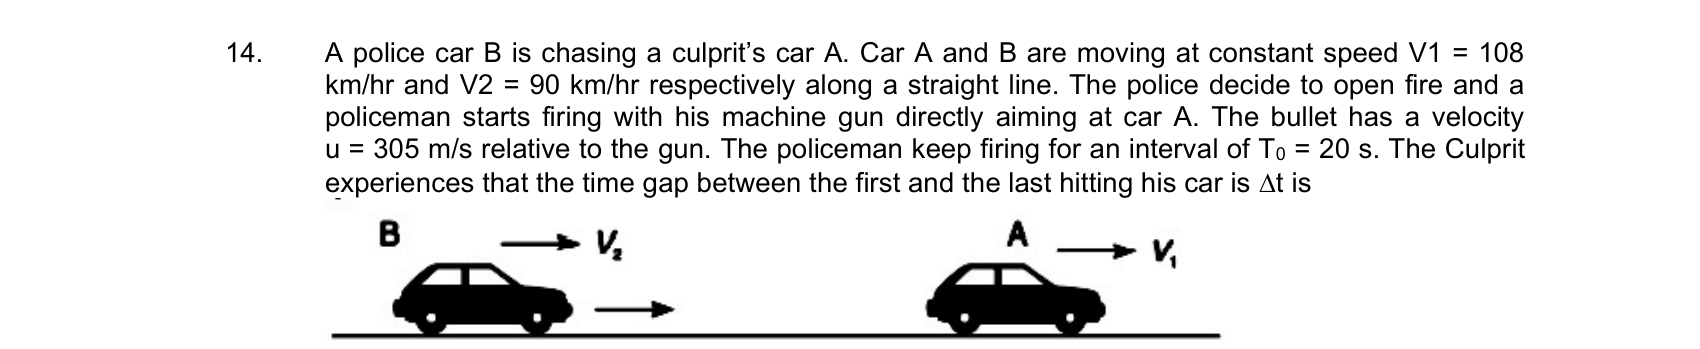 14. A police car B is chasing a culprit’s car A. Car A and B are moving at constant speed V1 = 108
km/hr and V2 = 90 km/hr respectively along a straight line. The police decide to open fire and a
policeman starts firing with his machine gun directly aiming at car A. The bullet has a velocity
u = 305 m/s relative to the gun. The policeman keep firing for an interval of T₀ = 20 s. The Culprit
experiences that the time gap between the first and the last hitting his car is Δt is
B V₂ A V₁